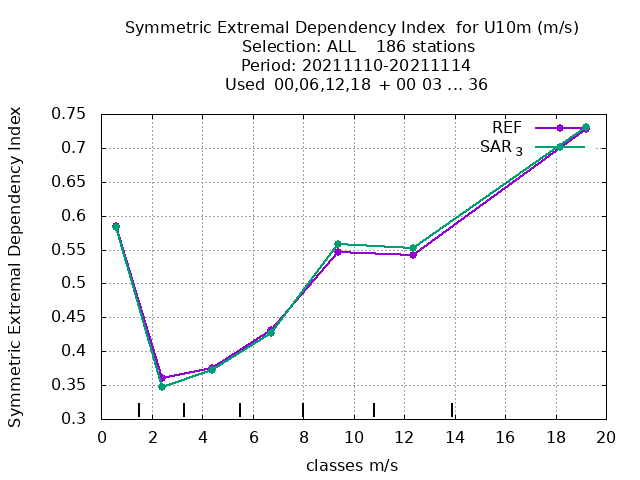 Symmetric Extremal Dependency Index for U10m (m/s)
Selection: ALL 186 stations
Period: 20211110-20211114
Used 00,06,12,18 + 00 03 ... 36
Symmetric Extremal Dependency Index
0.75
0.7
0.65
0.6
0.55
0.5
0.45
0.4
0.35
0.3
REF
SAR 3
0 2 4 6 8 10 12 14 16 18 20
classes m/s